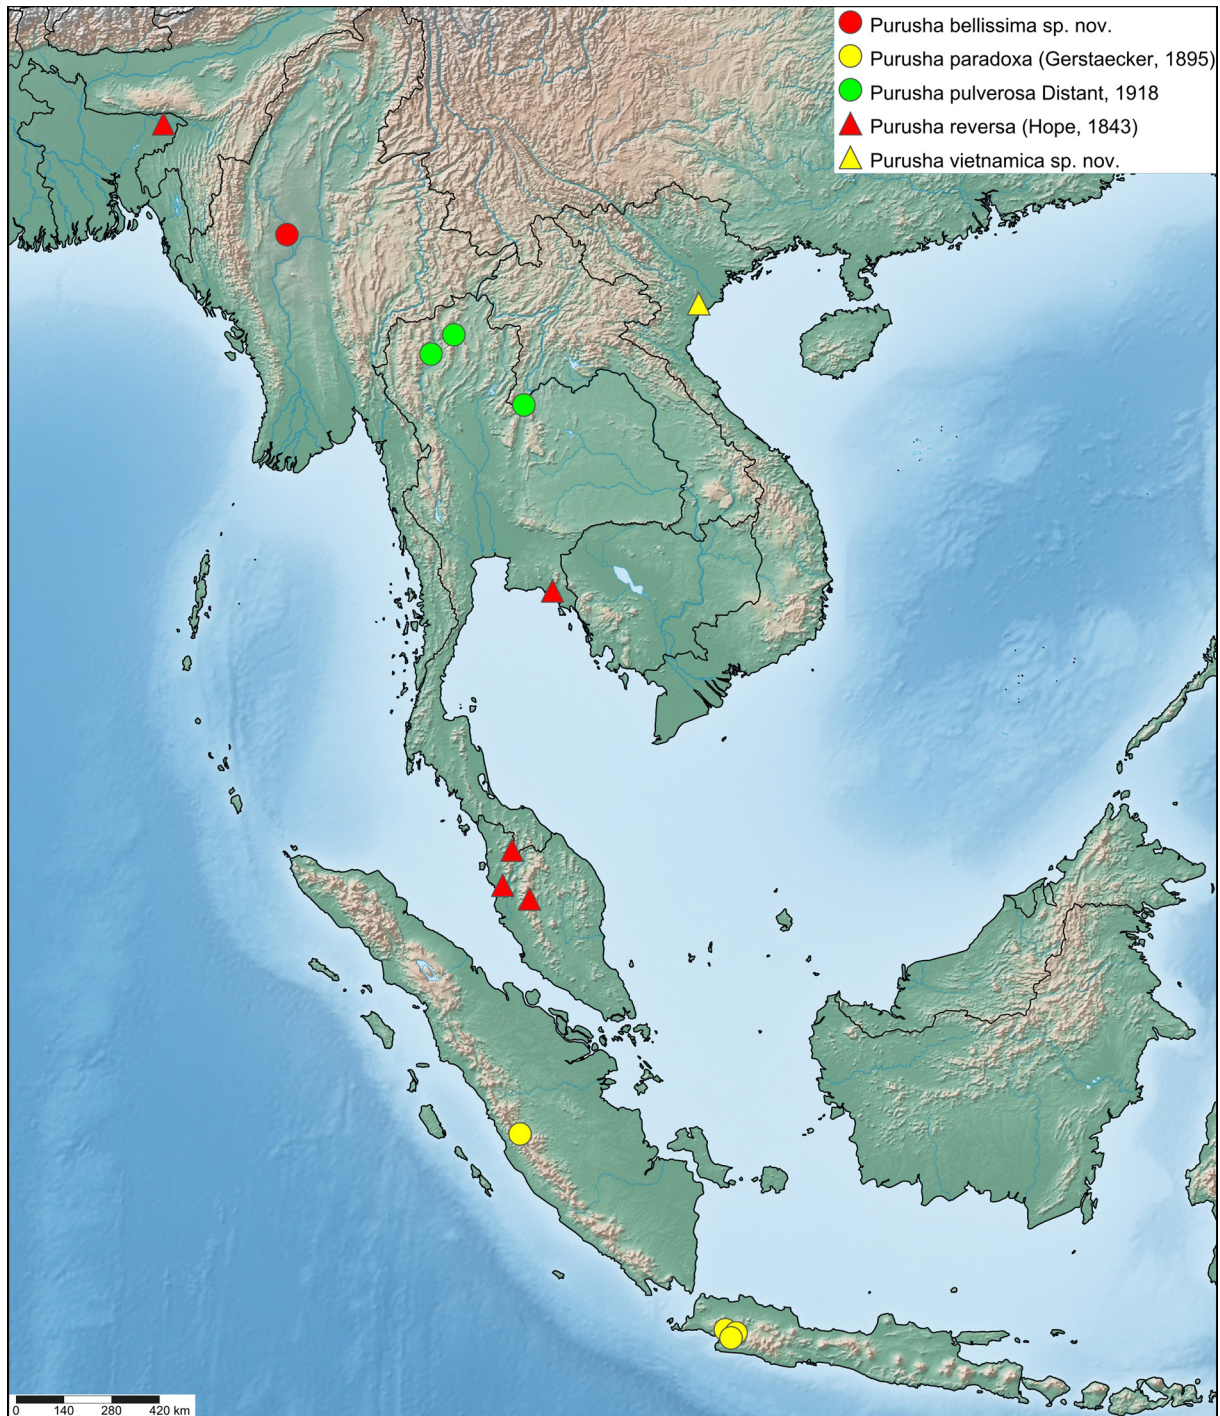 Purusha bellissima sp. nov.
Purusha paradoxa (Gerstaecker, 1895)
Purusha pulverosa Distant, 1918
Purusha reversa (Hope, 1843)
Purusha vietnamica sp. nov.
0 140 280 420 km